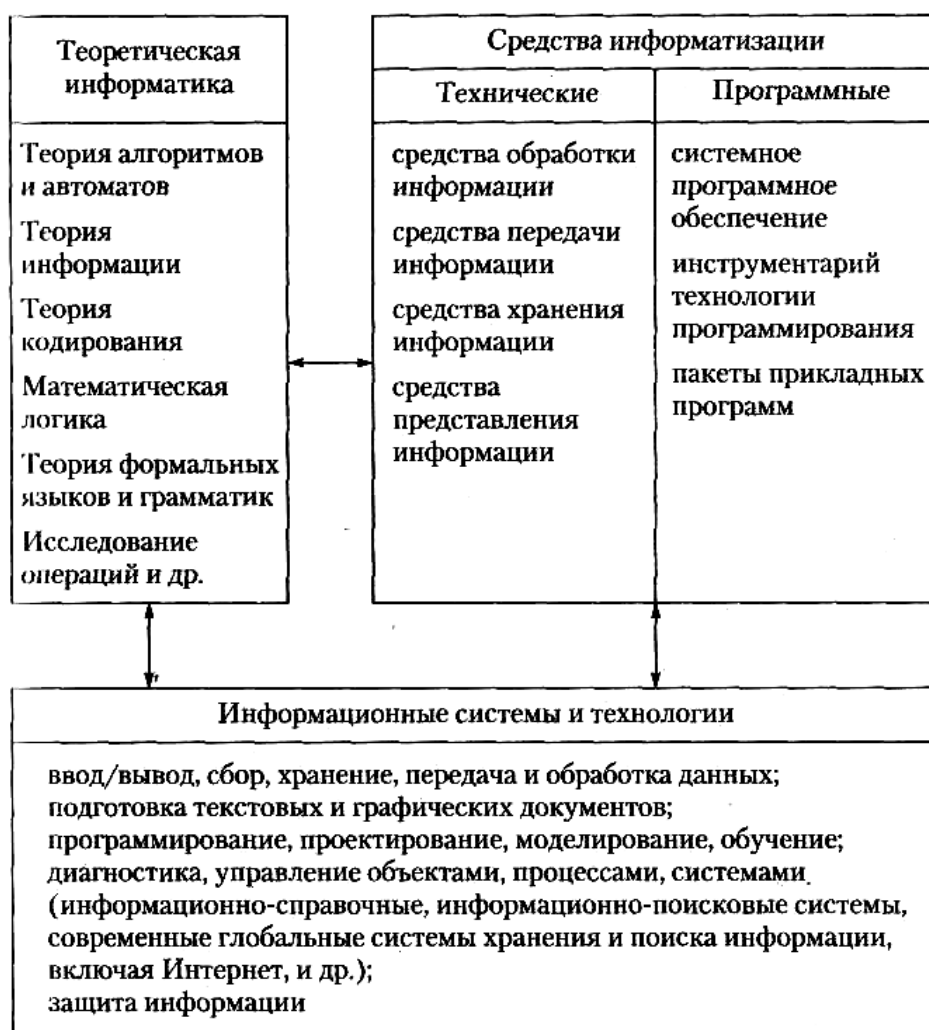 Теоретическая
информатика
Теория алгоритмов
и автоматов
Теория
информации
Теория
кодирования
Математическая
логика
Теория формальных
языков и грамматик
Исследование
операций и др.
Средства информатизации
Технические
средства обработки
информации
средства передачи
информации
средства хранения
информации
средства
представления
информации
Программные
системное
программное
обеспечение
инструментарий
технологии
программирования
пакеты прикладных
программ
Информационные системы и технологии
ввод/вывод, сбор, хранение, передача и обработка данных;
подготовка текстовых и графических документов;
программирование, проектирование, моделирование, обучение;
диагностика, управление объектами, процессами, системами
(информационно-справочные, информационно-поисковые системы,
современные глобальные системы хранения и поиска информации,
включая Интернет, и др.);
защита информации